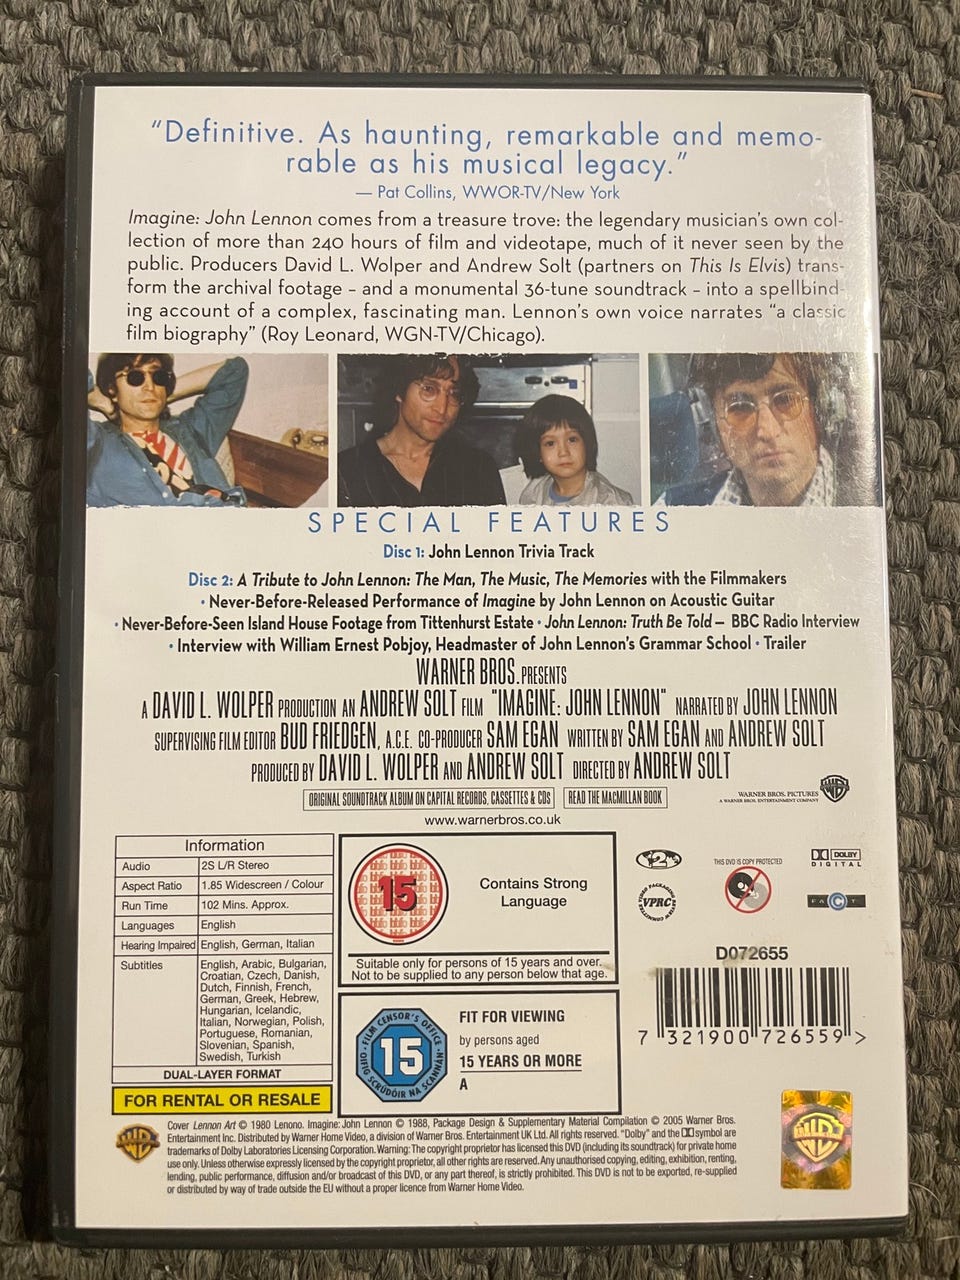 “Definitive. As haunting, remarkable and memo-
rable as his musical legacy.”
— Pat Collins, WWOR-TV/New York
Imagine: John Lennon comes from a treasure trove: the legendary musician’s own col-
lection of more than 240 hours of film and videotape, much of it never seen by the
public. Producers David L. Wolper and Andrew Solt (partners on This Is Elvis) trans-
form the archival footage – and a monumental 36-tune soundtrack – into a spellbind-
ing account of a complex, fascinating man. Lennon’s own voice narrates “a classic
film biography” (Roy Leonard, WGN-TV/Chicago).
SPECIAL FEATURES
Disc 1: John Lennon Trivia Track
Disc 2: A Tribute to John Lennon: The Man, The Music, The Memories with the Filmmakers
• Never-Before-Released Performance of Imagine by John Lennon on Acoustic Guitar
• Never-Before-Seen Island House Footage from Tittenhurst Estate • John Lennon: Truth Be Told – BBC Radio Interview
• Interview with William Ernest Pobjoy, Headmaster of John Lennon’s Grammar School • Trailer
WARNER BROS. PRESENTS
A DAVID L. WOLPER PRODUCTION AN ANDREW SOLT FILM "IMAGINE: JOHN LENNON" NARRATED BY JOHN LENNON
SUPERVISING FILM EDITOR BUD FRIEDGEN, A.C.E. CO-PRODUCER SAM EGAN WRITTEN BY SAM EGAN AND ANDREW SOLT
PRODUCED BY DAVID L. WOLPER AND ANDREW SOLT DIRECTED BY ANDREW SOLT
ORIGINAL SOUNDTRACK ALBUM ON CAPITAL RECORDS, CASSETTES & CDS
READ THE MACMILLAN BOOK
WARNER BROS. PICTURES
A WARNER BROS. ENTERTAINMENT COMPANY
www.warnerbros.co.uk
Information
Audio 2S L/R Stereo
Aspect Ratio 1.85 Widescreen / Colour
Run Time 102 Mins. Approx.
Languages English
Hearing Impaired English, German, Italian
Subtitles English, Arabic, Bulgarian,
Croatian, Czech, Danish,
Dutch, Finnish, French,
German, Greek, Hebrew,
Hungarian, Icelandic,
Italian, Norwegian, Polish,
Portuguese, Romanian,
Slovenian, Spanish,
Swedish, Turkish
DUAL-LAYER FORMAT
FOR RENTAL OR RESALE
15
Contains Strong
Language
Suitable only for persons of 15 years and over.
Not to be supplied to any person below that age.
FILM CENSOR'S OFFICE
15
OIFIG SCRÚDÓIR NA SCANNÁN
FIT FOR VIEWING
by persons aged
15 YEARS OR MORE
A
2
VIDEO PACKAGING REVIEW COMMITTEE
VPRC
THIS DVD IS COPY PROTECTED
DOLBY
DIGITAL
FACT
D072655
7 321900 726559 >
Cover Lennon Art © 1980 Lenono. Imagine: John Lennon © 1988, Package Design & Supplementary Material Compilation © 2005 Warner Bros.
Entertainment Inc. Distributed by Warner Home Video, a division of Warner Bros. Entertainment UK Ltd. All rights reserved. “Dolby” and the symbol are
trademarks of Dolby Laboratories Licensing Corporation. Warning: The copyright proprietor has licensed this DVD (including its soundtrack) for private home
use only. Unless otherwise expressly licensed by the copyright proprietor, all other rights are reserved. Any unauthorised copying, editing, exhibition, renting,
lending, public performance, diffusion and/or broadcast of this DVD, or any part thereof, is strictly prohibited. This DVD is not to be exported, re-supplied
or distributed by way of trade outside the EU without a proper licence from Warner Home Video.